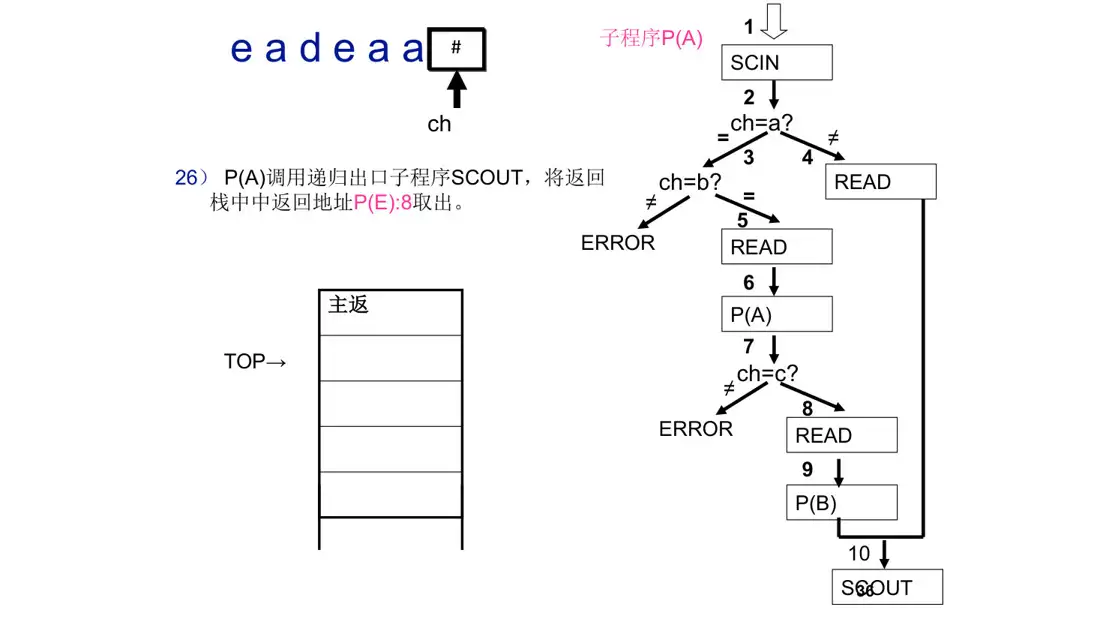 e a d e a a #
ch
26） P(A)调用递归出口子程序SCOUT，将返回
栈中中返回地址P(E):8取出。
主返
TOP→
子程序P(A)
1
SCIN
2
ch=a?
= ≠
3 4
ch=b? READ
≠ =
5
ERROR READ
6
P(A)
7
ch=c?
≠
8
ERROR READ
9
P(B)
10
SCOUT
36